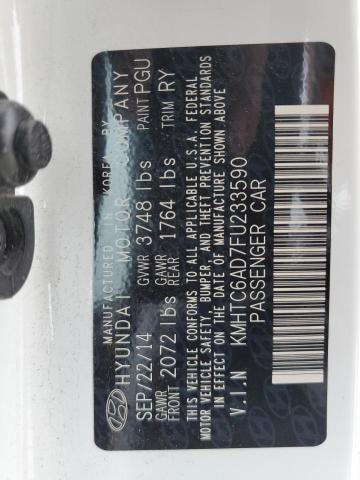 MANUFACTURED IN KOREA BY
HYUNDAI MOTOR COMPANY
SEP/22/14 GVWR 3748 lbs PAINT PGU
GAWR FRONT 2072 lbs GAWR REAR 1764 lbs TRIM RY
THIS VEHICLE CONFORMS TO ALL APPLICABLE U.S.A. FEDERAL
MOTOR VEHICLE SAFETY, BUMPER, AND THEFT PREVENTION STANDARDS
IN EFFECT ON THE DATE OF MANUFACTURE SHOWN ABOVE
V.I.N KMHTC6AD7FU233590
PASSENGER CAR